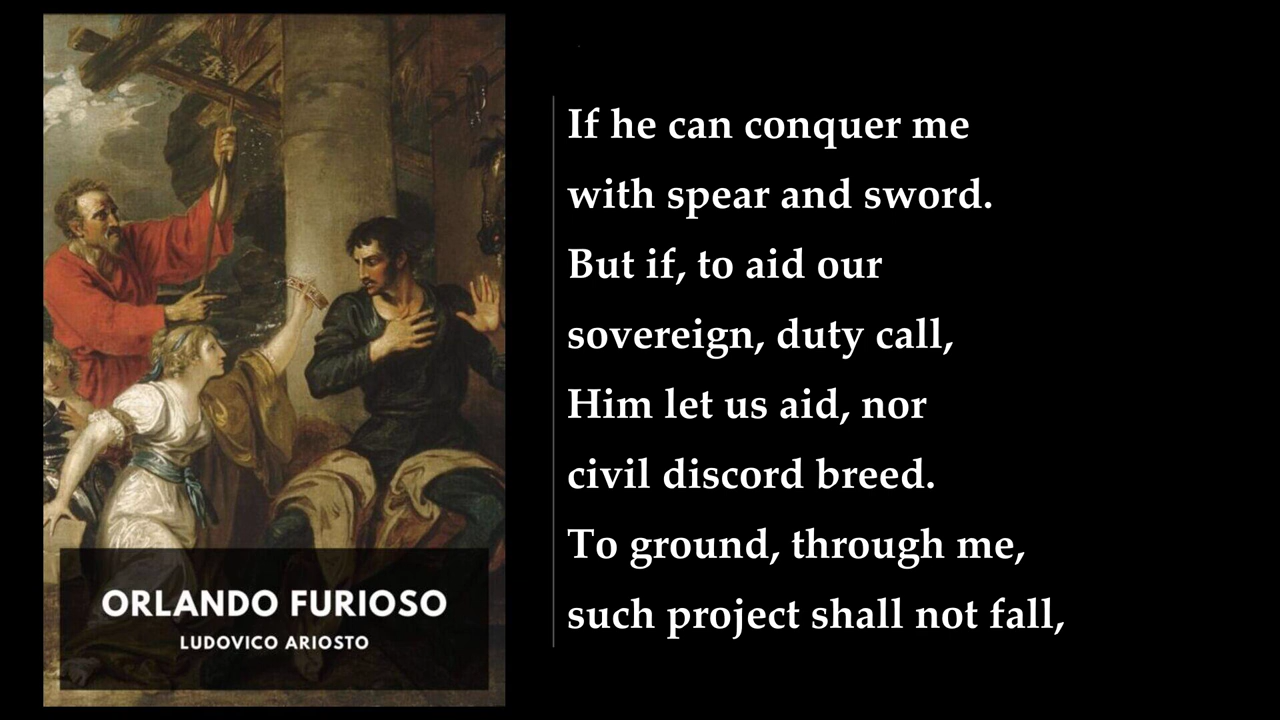 ORLANDO FURIOSO
LUDOVICO ARIOSTO
If he can conquer me
with spear and sword.
But if, to aid our
sovereign, duty call,
Him let us aid, nor
civil discord breed.
To ground, through me,
such project shall not fall,